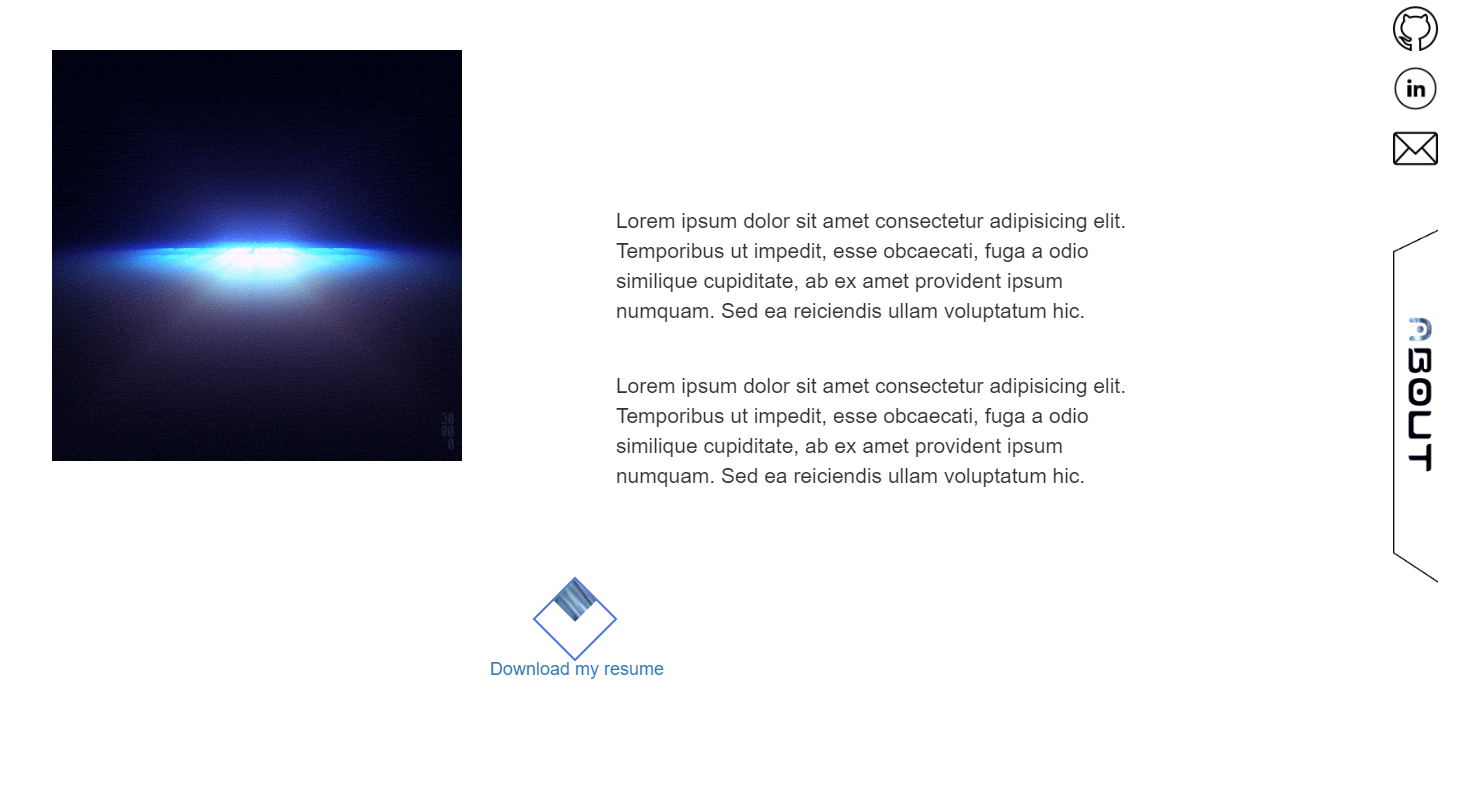 in
Lorem ipsum dolor sit amet consectetur adipisicing elit.
Temporibus ut impedit, esse obcaecati, fuga a odio
similique cupiditate, ab ex amet provident ipsum
numquam. Sed ea reiciendis ullam voluptatum hic.
Lorem ipsum dolor sit amet consectetur adipisicing elit.
Temporibus ut impedit, esse obcaecati, fuga a odio
similique cupiditate, ab ex amet provident ipsum
numquam. Sed ea reiciendis ullam voluptatum hic.
ABOUT
Download my resume